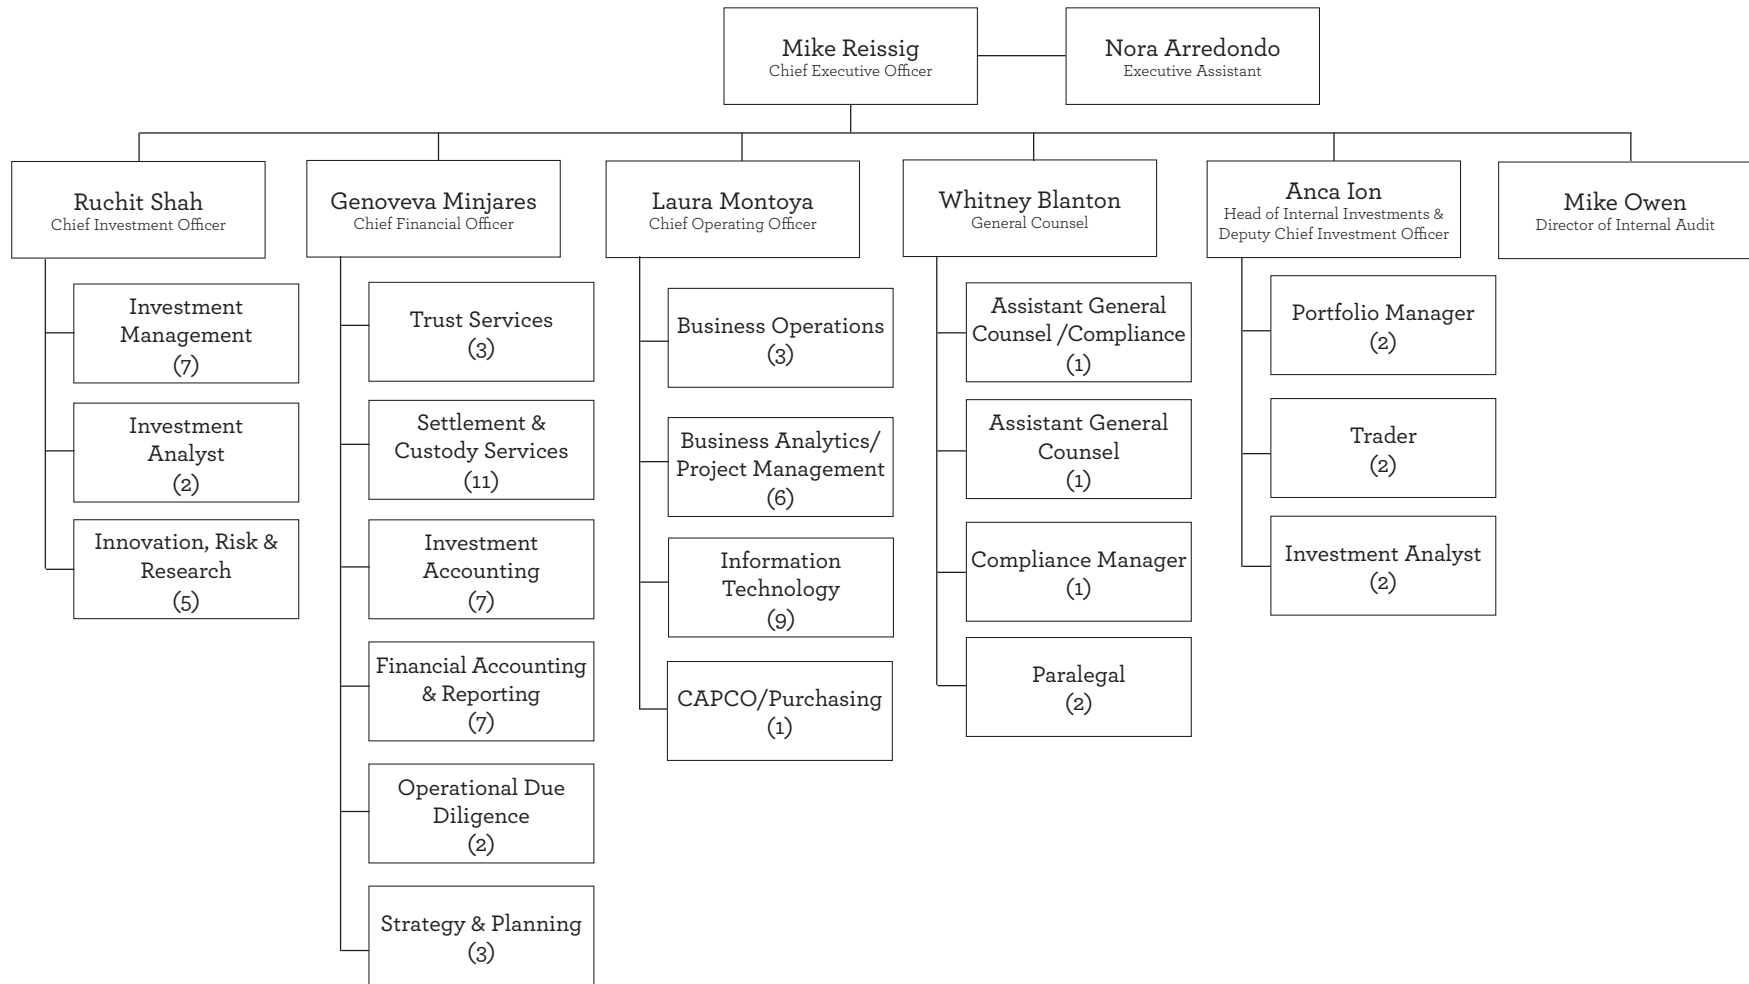 Mike Reissig
Chief Executive Officer
Nora Arredondo
Executive Assistant
Ruchit Shah
Chief Investment Officer
Investment
Management
(7)
Investment
Analyst
(2)
Innovation, Risk &
Research
(5)
Genoveva Minjares
Chief Financial Officer
Trust Services
(3)
Settlement &
Custody Services
(11)
Investment
Accounting
(7)
Financial Accounting
& Reporting
(7)
Operational Due
Diligence
(2)
Strategy & Planning
(3)
Laura Montoya
Chief Operating Officer
Business Operations
(3)
Business Analytics/
Project Management
(6)
Information
Technology
(9)
CAPCO/Purchasing
(1)
Whitney Blanton
General Counsel
Assistant General
Counsel /Compliance
(1)
Assistant General
Counsel
(1)
Compliance Manager
(1)
Paralegal
(2)
Anca Ion
Head of Internal Investments &
Deputy Chief Investment Officer
Portfolio Manager
(2)
Trader
(2)
Investment Analyst
(2)
Mike Owen
Director of Internal Audit